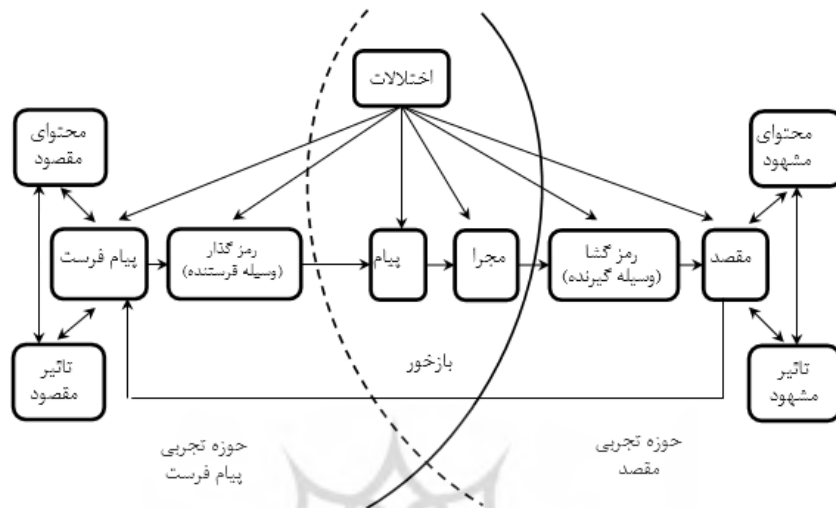 اختلالات
محتوای
مقصود
محتوای
مشهود
پیام فرست
رمز گذار
(وسیله فرستنده)
پیام
مجرا
رمز گشا
(وسیله گیرنده)
مقصد
تاثیر
مقصود
تاثیر
مشهود
بازخور
حوزه تجربی
پیام فرست
حوزه تجربی
مقصد